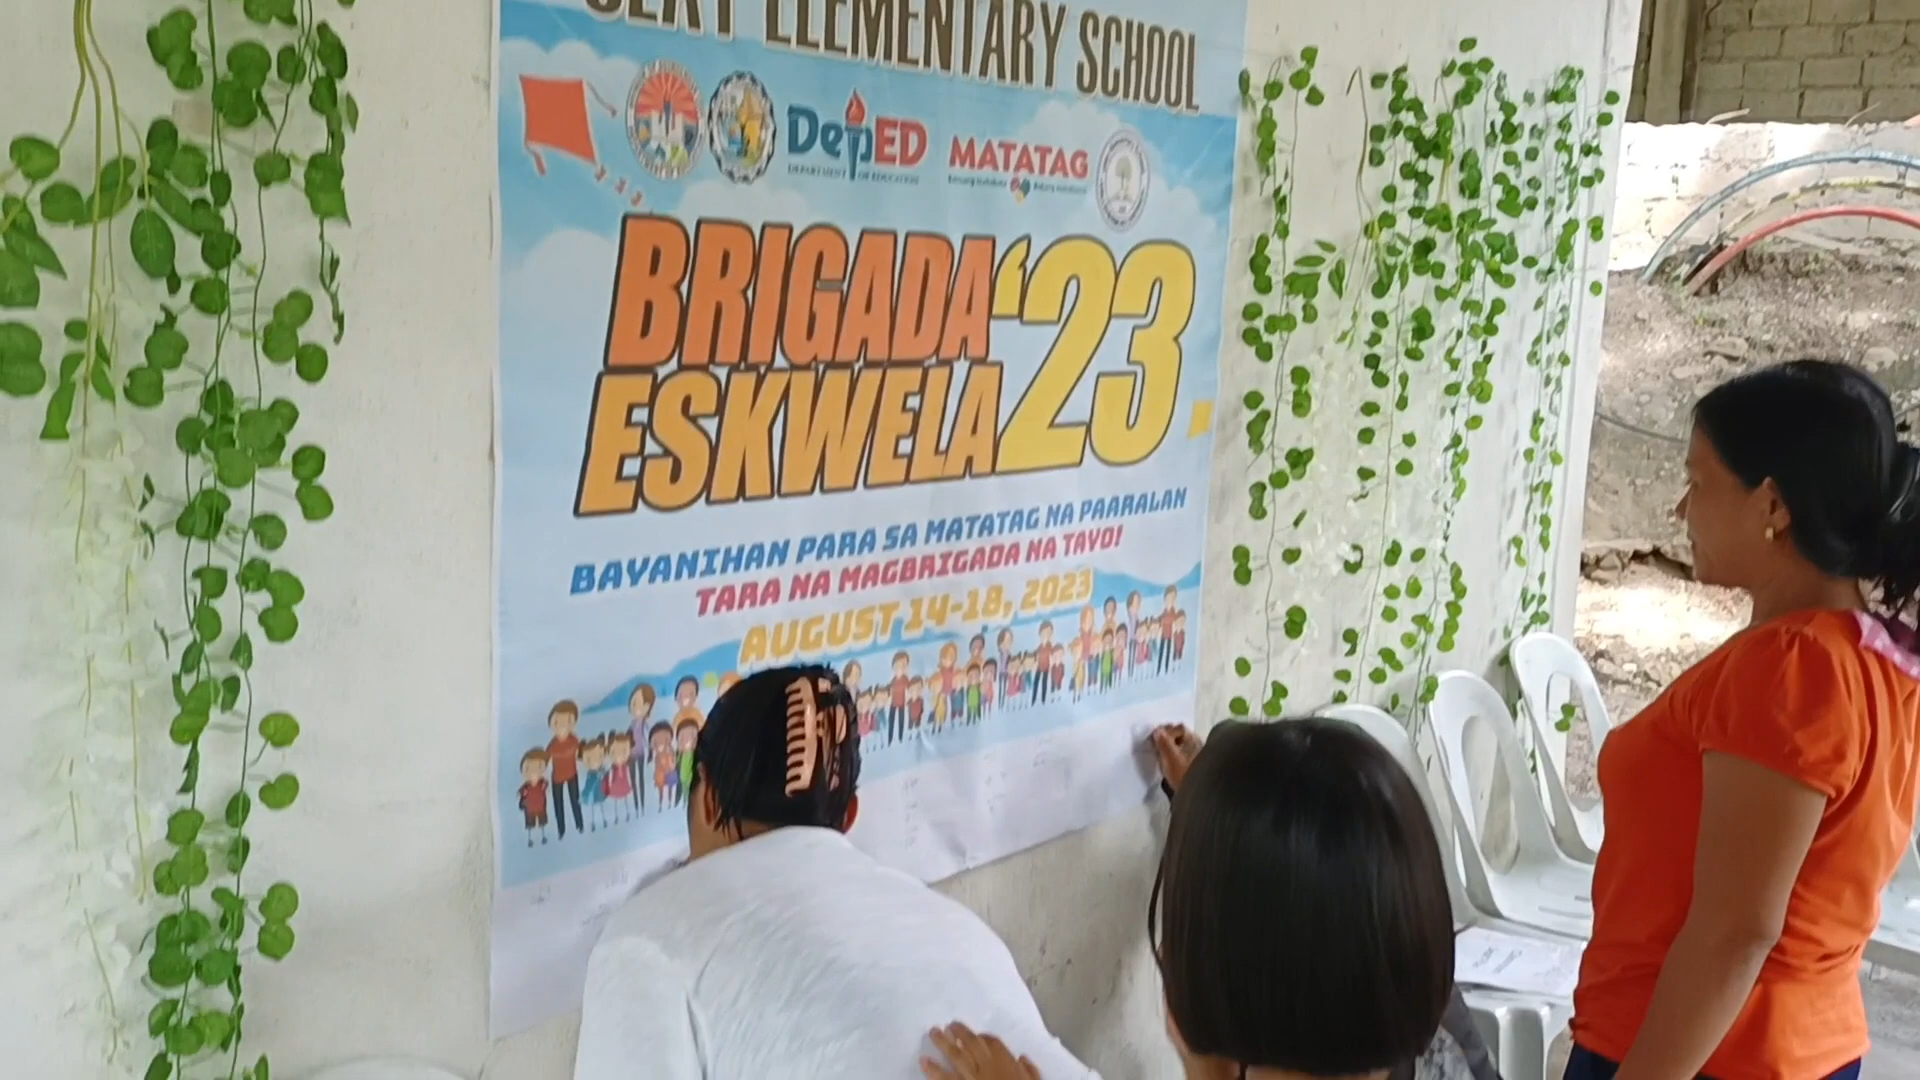 ELEMENTARY SCHOOL
DepED
DEPARTMENT OF EDUCATION
MATATAG
BRIGADA
ESKWELA
'23
BAYANIHAN PARA SA MATATAG NA PAARALAN
TARA NA MAGBRIGADA NA TAYO!
AUGUST 14-18, 2023